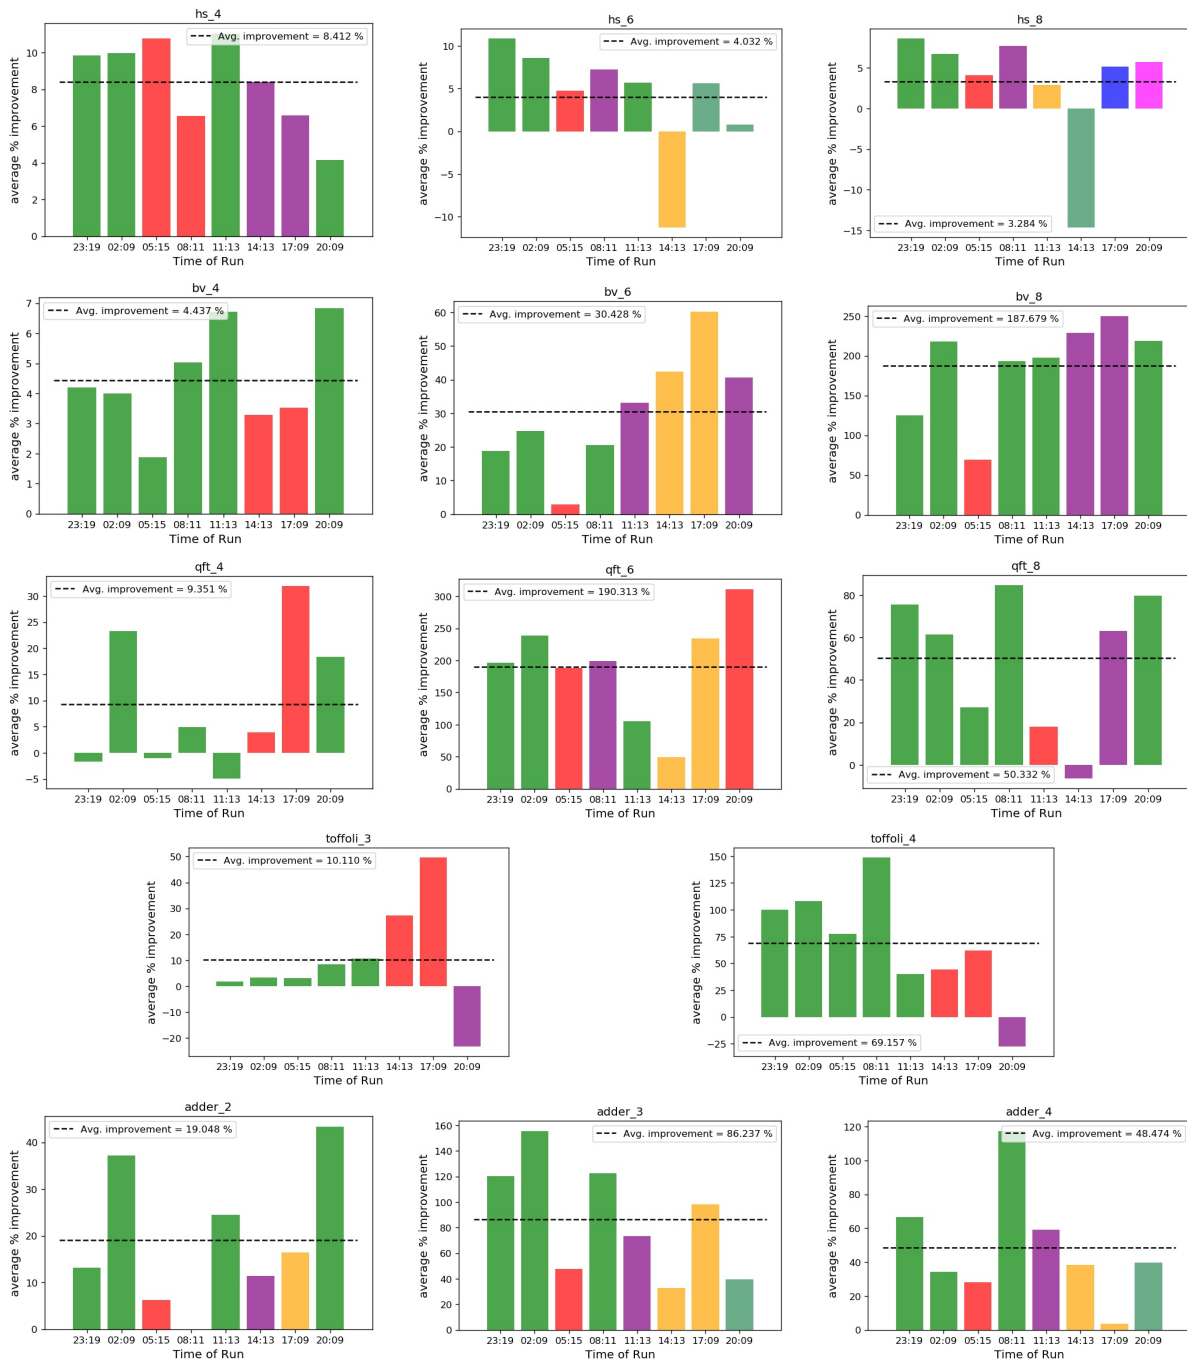 hs_4
average % improvement
10
8
6
4
2
0
Avg. improvement = 8.412 %
23:19 02:09 05:15 08:11 11:13 14:13 17:09 20:09
Time of Run
hs_6
average % improvement
10
5
0
−5
−10
Avg. improvement = 4.032 %
23:19 02:09 05:15 08:11 11:13 14:13 17:09 20:09
Time of Run
hs_8
average % improvement
5
0
−5
−10
−15
Avg. improvement = 3.284 %
23:19 02:09 05:15 08:11 11:13 14:13 17:09 20:09
Time of Run
bv_4
average % improvement
7
6
5
4
3
2
1
0
Avg. improvement = 4.437 %
23:19 02:09 05:15 08:11 11:13 14:13 17:09 20:09
Time of Run
bv_6
average % improvement
60
50
40
30
20
10
0
Avg. improvement = 30.428 %
23:19 02:09 05:15 08:11 11:13 14:13 17:09 20:09
Time of Run
bv_8
average % improvement
250
200
150
100
50
0
Avg. improvement = 187.679 %
23:19 02:09 05:15 08:11 11:13 14:13 17:09 20:09
Time of Run
qft_4
average % improvement
30
25
20
15
10
5
0
−5
Avg. improvement = 9.351 %
23:19 02:09 05:15 08:11 11:13 14:13 17:09 20:09
Time of Run
qft_6
average % improvement
300
250
200
150
100
50
0
Avg. improvement = 190.313 %
23:19 02:09 05:15 08:11 11:13 14:13 17:09 20:09
Time of Run
qft_8
average % improvement
80
60
40
20
0
Avg. improvement = 50.332 %
23:19 02:09 05:15 08:11 11:13 14:13 17:09 20:09
Time of Run
toffoli_3
average % improvement
50
40
30
20
10
0
−10
−20
Avg. improvement = 10.110 %
23:19 02:09 05:15 08:11 11:13 14:13 17:09 20:09
Time of Run
toffoli_4
average % improvement
150
125
100
75
50
25
0
−25
Avg. improvement = 69.157 %
23:19 02:09 05:15 08:11 11:13 14:13 17:09 20:09
Time of Run
adder_2
average % improvement
40
30
20
10
0
Avg. improvement = 19.048 %
23:19 02:09 05:15 08:11 11:13 14:13 17:09 20:09
Time of Run
adder_3
average % improvement
160
140
120
100
80
60
40
20
0
Avg. improvement = 86.237 %
23:19 02:09 05:15 08:11 11:13 14:13 17:09 20:09
Time of Run
adder_4
average % improvement
120
100
80
60
40
20
0
Avg. improvement = 48.474 %
23:19 02:09 05:15 08:11 11:13 14:13 17:09 20:09
Time of Run